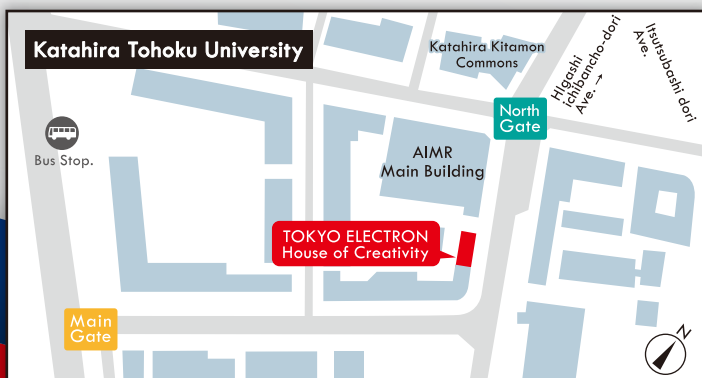 Katahira Tohoku University
Katahira Kitamon
Commons
HIgashi
ichibancho-dori
Ave. →
Itsutsubashi dori
Ave.
North
Gate
Bus Stop.
AIMR
Main Building
TOKYO ELECTRON
House of Creativity
Main
Gate
N